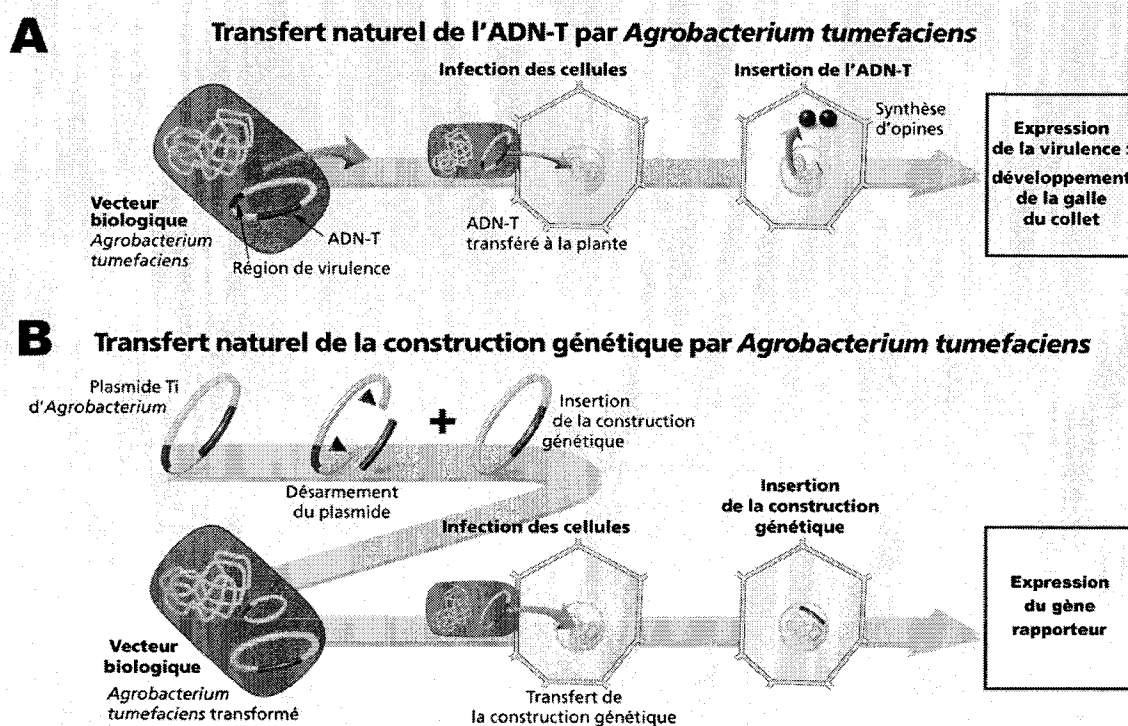 A
Transfert naturel de l'ADN-T par Agrobacterium tumefaciens
Infection des cellules
Insertion de l'ADN-T
Synthèse
d'opines
Expression
de la virulence :
développement
de la galle
du collet
Vecteur
biologique
Agrobacterium
tumefaciens
ADN-T
Région de virulence
ADN-T
transféré à la plante
B
Transfert naturel de la construction génétique par Agrobacterium tumefaciens
Plasmide Ti
d'Agrobacterium
+
Insertion
de la construction
génétique
Désarmement
du plasmide
Infection des cellules
Insertion
de la construction
génétique
Expression
du gène
rapporteur
Vecteur
biologique
Agrobacterium
tumefaciens transformé
Transfert de
la construction génétique